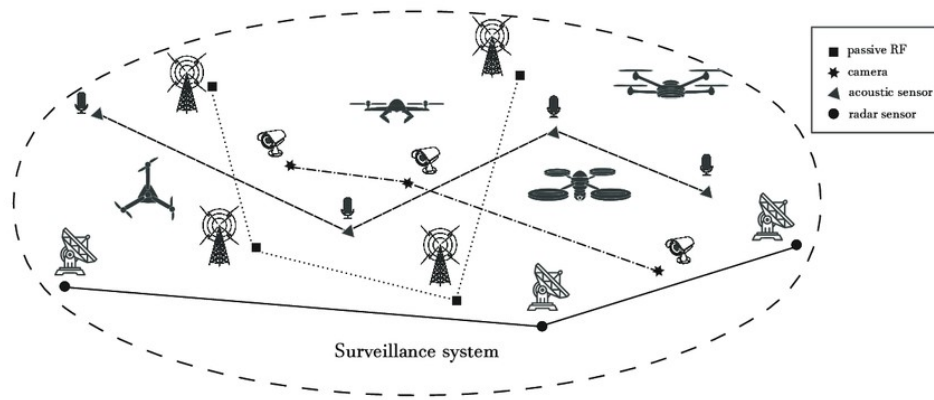 passive RF
camera
acoustic sensor
radar sensor
Surveillance system